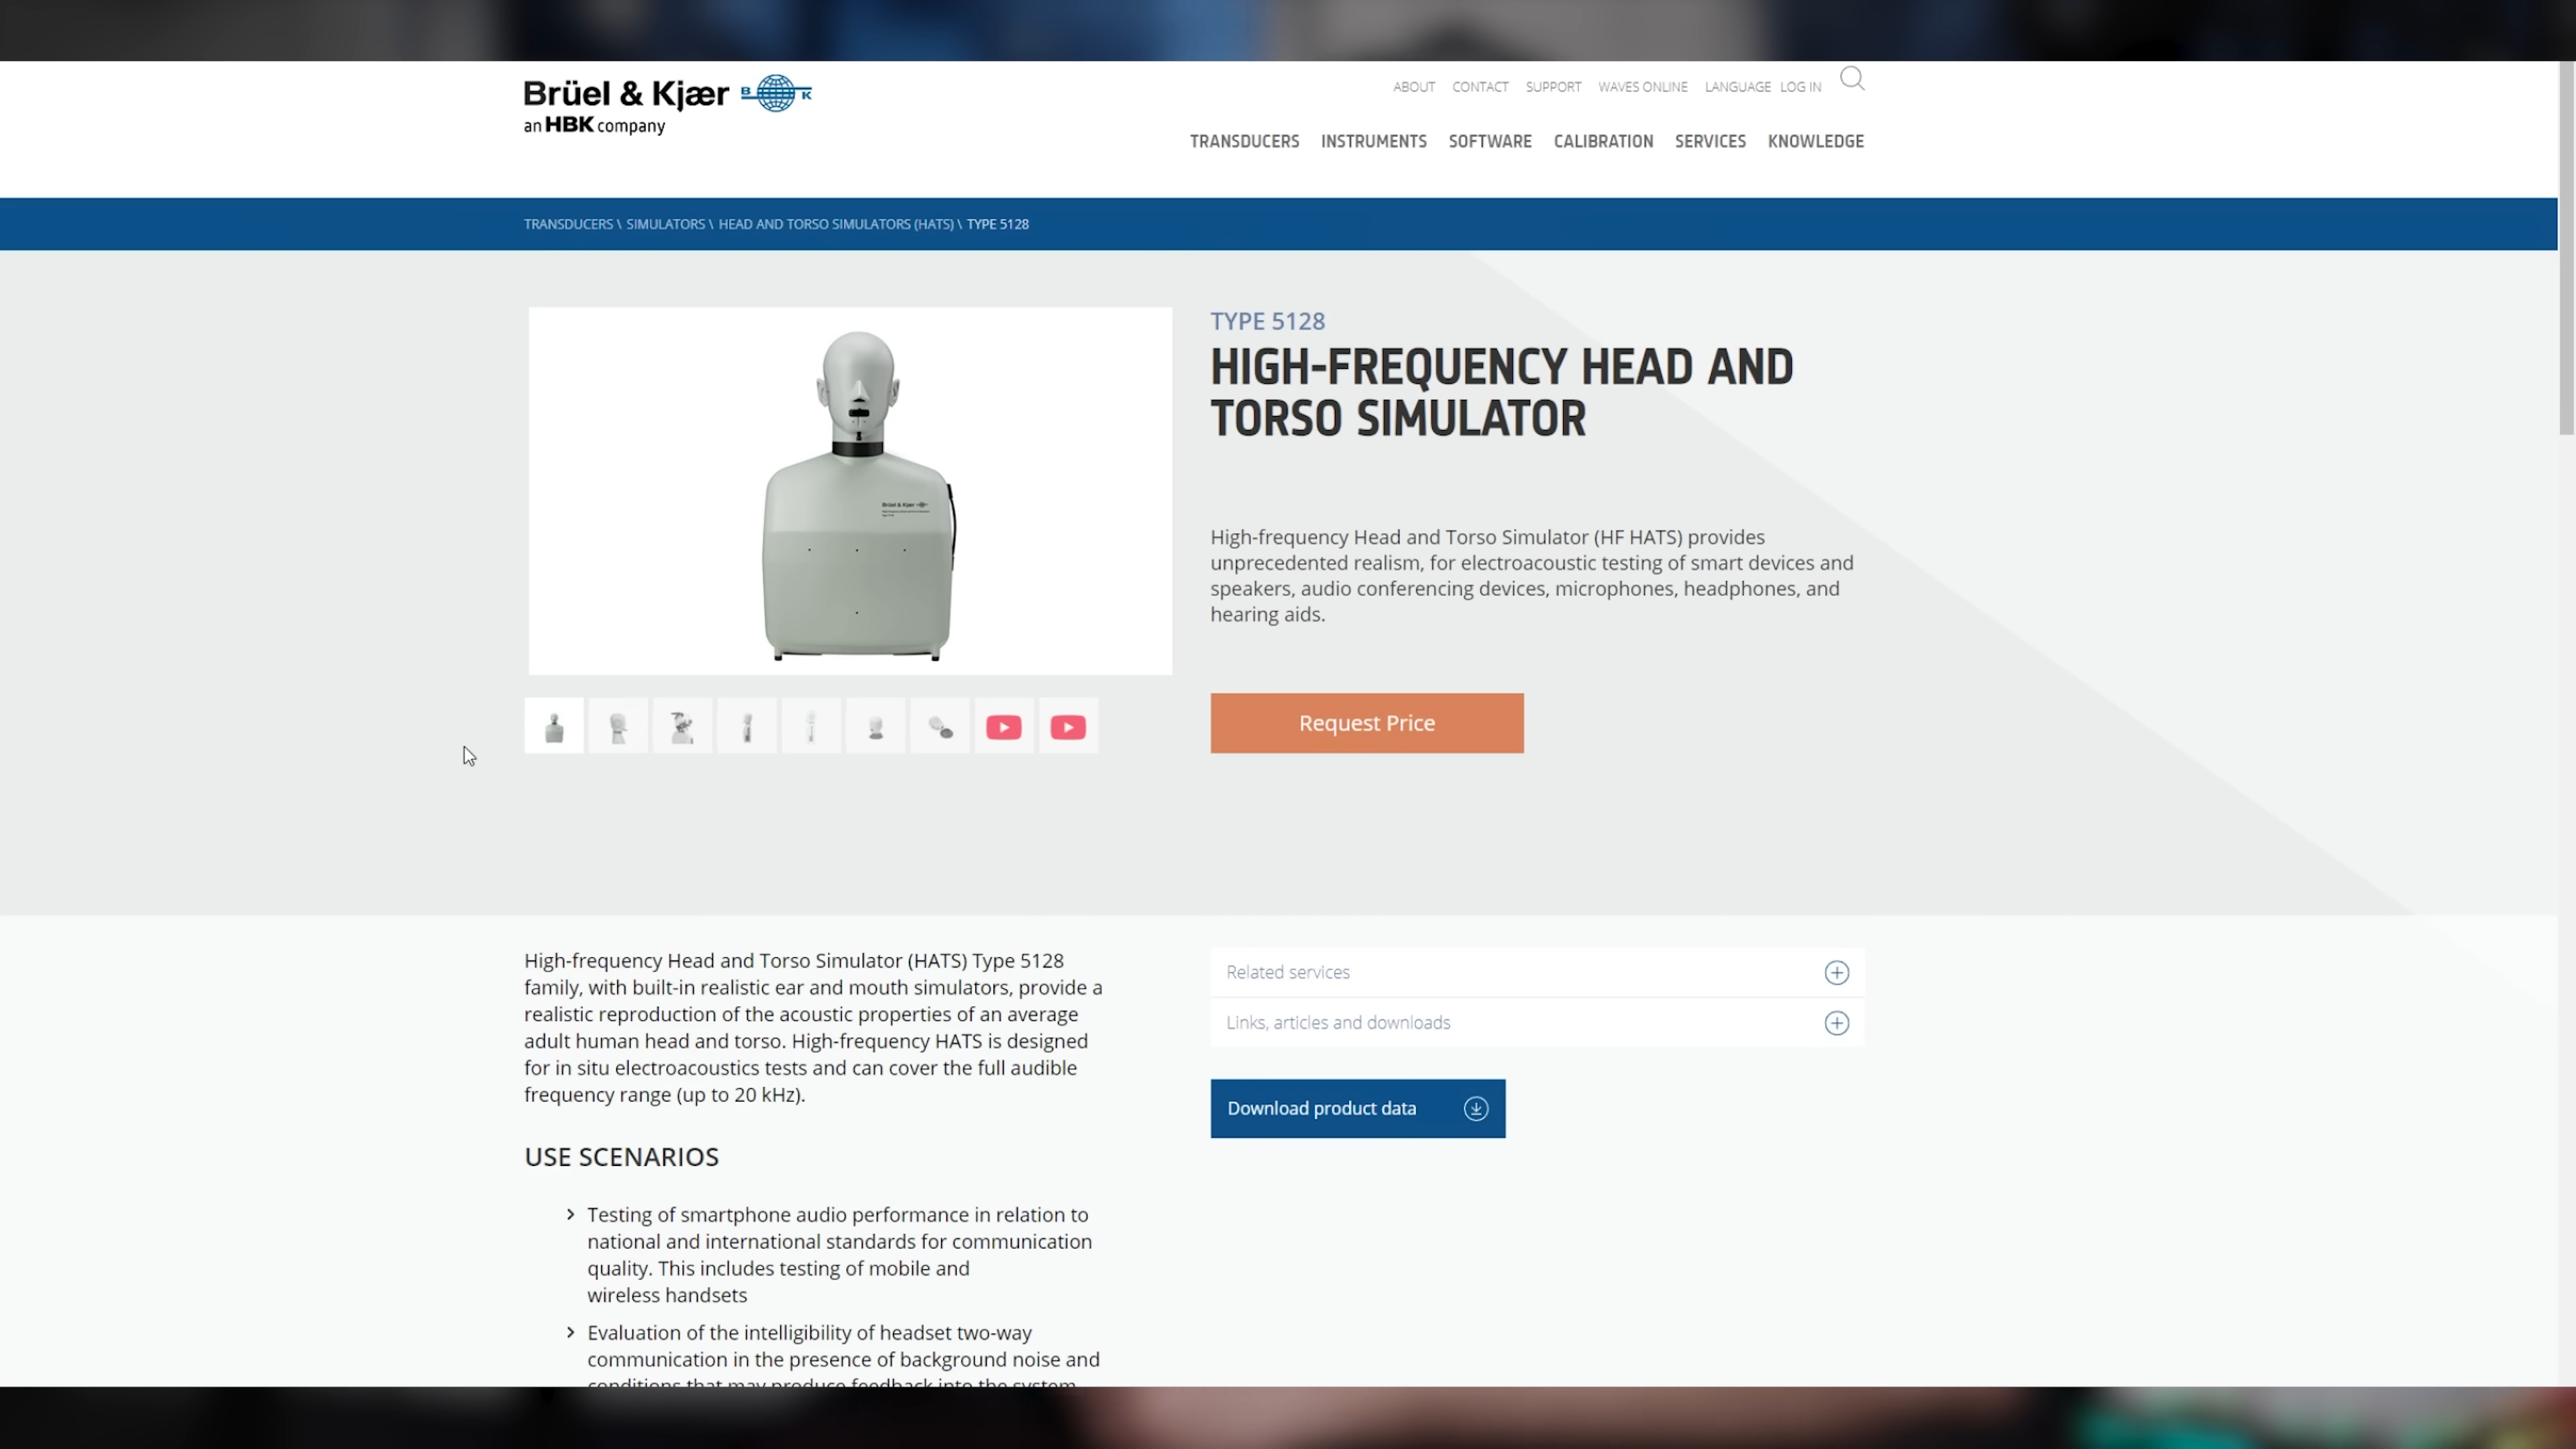 Brüel & Kjær B K
an HBK company
ABOUT CONTACT SUPPORT WAVES ONLINE LANGUAGE LOG IN
TRANSDUCERS INSTRUMENTS SOFTWARE CALIBRATION SERVICES KNOWLEDGE
TRANSDUCERS \ SIMULATORS \ HEAD AND TORSO SIMULATORS (HATS) \ TYPE 5128
Brüel & Kjær
TYPE 5128
HIGH-FREQUENCY HEAD AND
TORSO SIMULATOR
High-frequency Head and Torso Simulator (HF HATS) provides
unprecedented realism, for electroacoustic testing of smart devices and
speakers, audio conferencing devices, microphones, headphones, and
hearing aids.
Request Price
High-frequency Head and Torso Simulator (HATS) Type 5128
family, with built-in realistic ear and mouth simulators, provide a
realistic reproduction of the acoustic properties of an average
adult human head and torso. High-frequency HATS is designed
for in situ electroacoustics tests and can cover the full audible
frequency range (up to 20 kHz).
USE SCENARIOS
Testing of smartphone audio performance in relation to
national and international standards for communication
quality. This includes testing of mobile and
wireless handsets
Evaluation of the intelligibility of headset two-way
communication in the presence of background noise and
conditions that may produce feedback into the system
Related services
Links, articles and downloads
Download product data